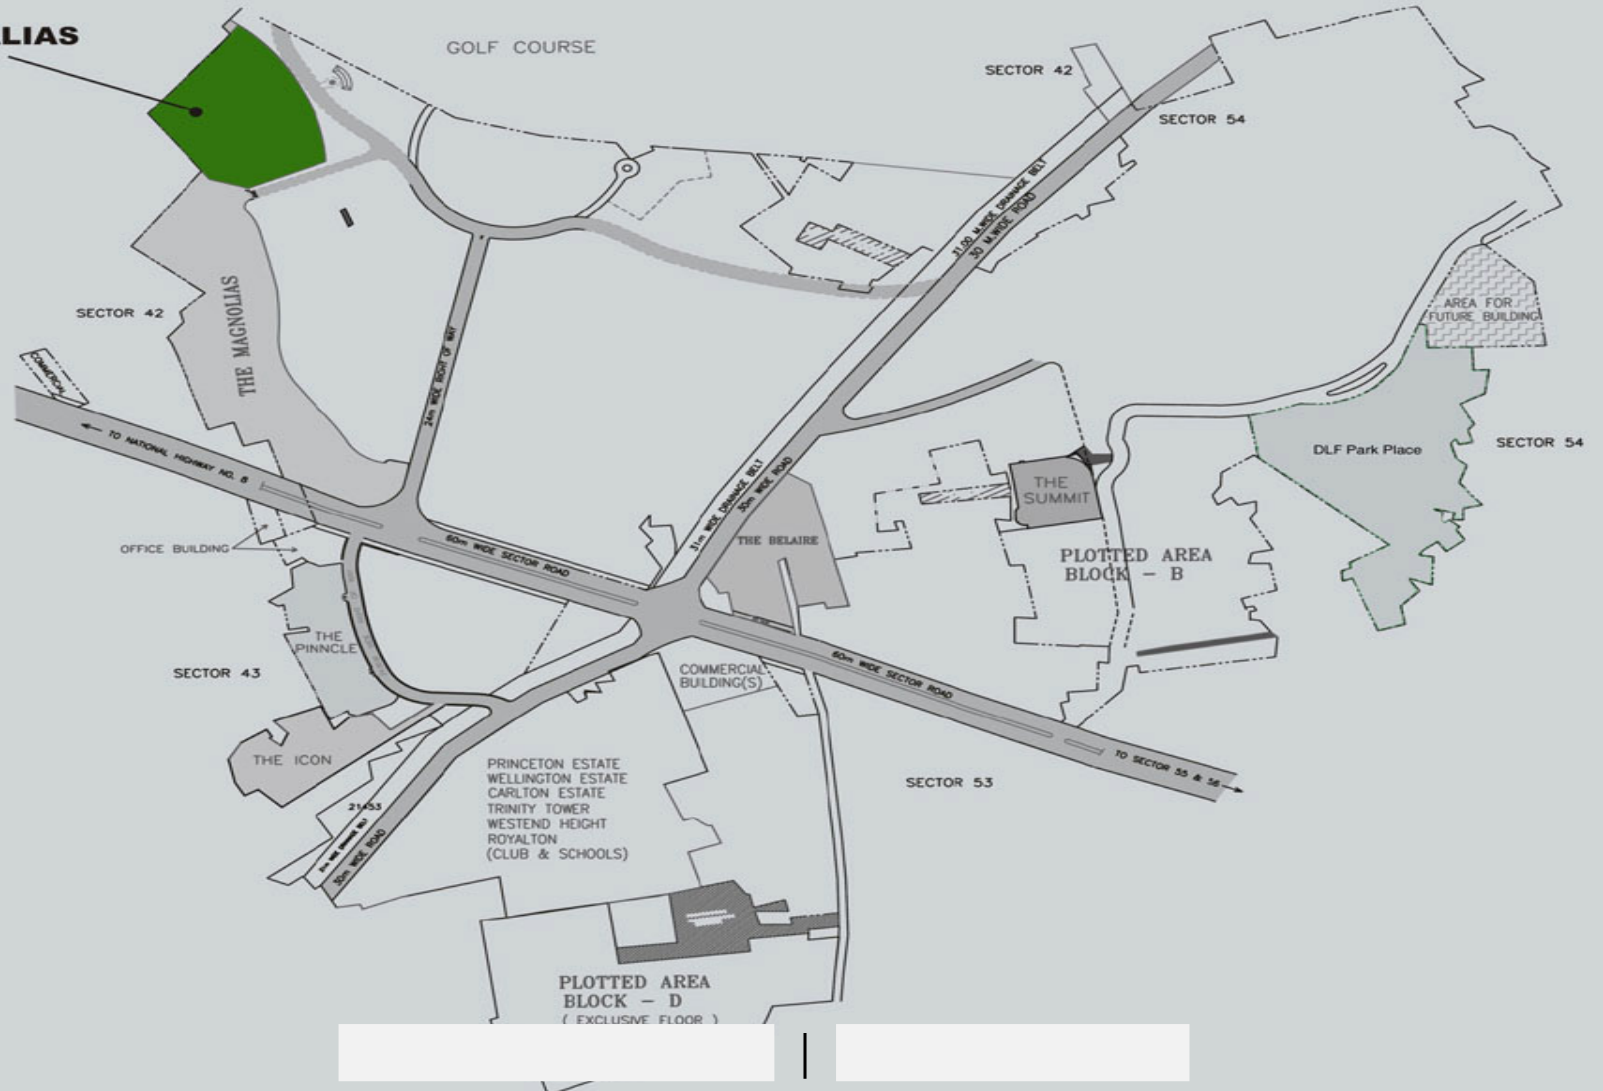 LIAS
GOLF COURSE
SECTOR 42
SECTOR 54
31.00 M.WIDE DRAINAGE BELT
30 M.WIDE ROAD
THE MAGNOLIAS
SECTOR 42
COMMERCIAL
24m WIDE RIGHT OF WAY
AREA FOR
FUTURE BUILDING
TO NATIONAL HIGHWAY NO. 8
DLF Park Place
SECTOR 54
31m WIDE DRAINAGE BELT
30m WIDE ROAD
THE
SUMMIT
OFFICE BUILDING
60m WIDE SECTOR ROAD
THE BELAIRE
PLOTTED AREA
BLOCK - B
THE
PINNCLE
SECTOR 43
COMMERCIAL
BUILDING(S)
60m WIDE SECTOR ROAD
THE ICON
TO SECTOR 55 & 56
SECTOR 53
PRINCETON ESTATE
WELLINGTON ESTATE
CARLTON ESTATE
TRINITY TOWER
WESTEND HEIGHT
ROYALTON
(CLUB & SCHOOLS)
WIDE DRAINAGE BELT
30m WIDE ROAD
PLOTTED AREA
BLOCK - D
( EXCLUSIVE FLOOR )